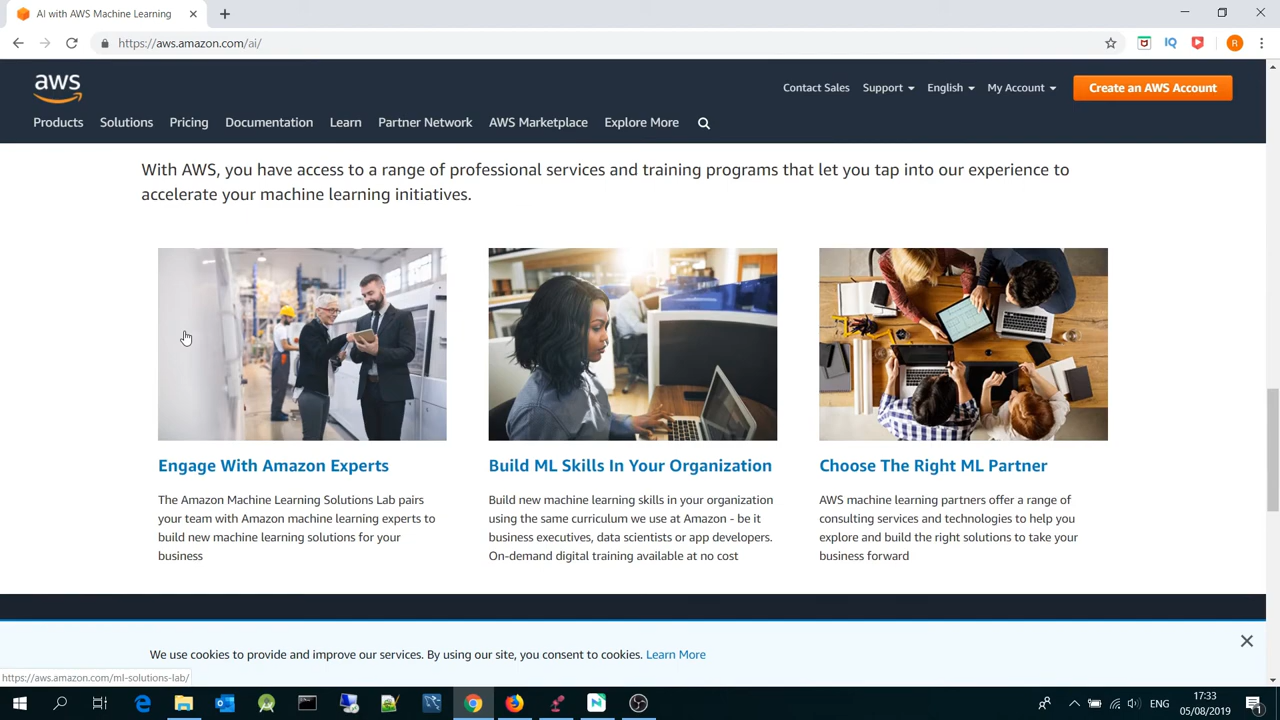 AI with AWS Machine Learning
https://aws.amazon.com/ai/
IQ
R
aws
Contact Sales
Support
English
My Account
Create an AWS Account
Products
Solutions
Pricing
Documentation
Learn
Partner Network
AWS Marketplace
Explore More
With AWS, you have access to a range of professional services and training programs that let you tap into our experience to
accelerate your machine learning initiatives.
Engage With Amazon Experts
The Amazon Machine Learning Solutions Lab pairs
your team with Amazon machine learning experts to
build new machine learning solutions for your
business
Build ML Skills In Your Organization
Build new machine learning skills in your organization
using the same curriculum we use at Amazon - be it
business executives, data scientists or app developers.
On-demand digital training available at no cost
Choose The Right ML Partner
AWS machine learning partners offer a range of
consulting services and technologies to help you
explore and build the right solutions to take your
business forward
We use cookies to provide and improve our services. By using our site, you consent to cookies. Learn More
https://aws.amazon.com/ml-solutions-lab/
ENG
17:33
05/08/2019
1